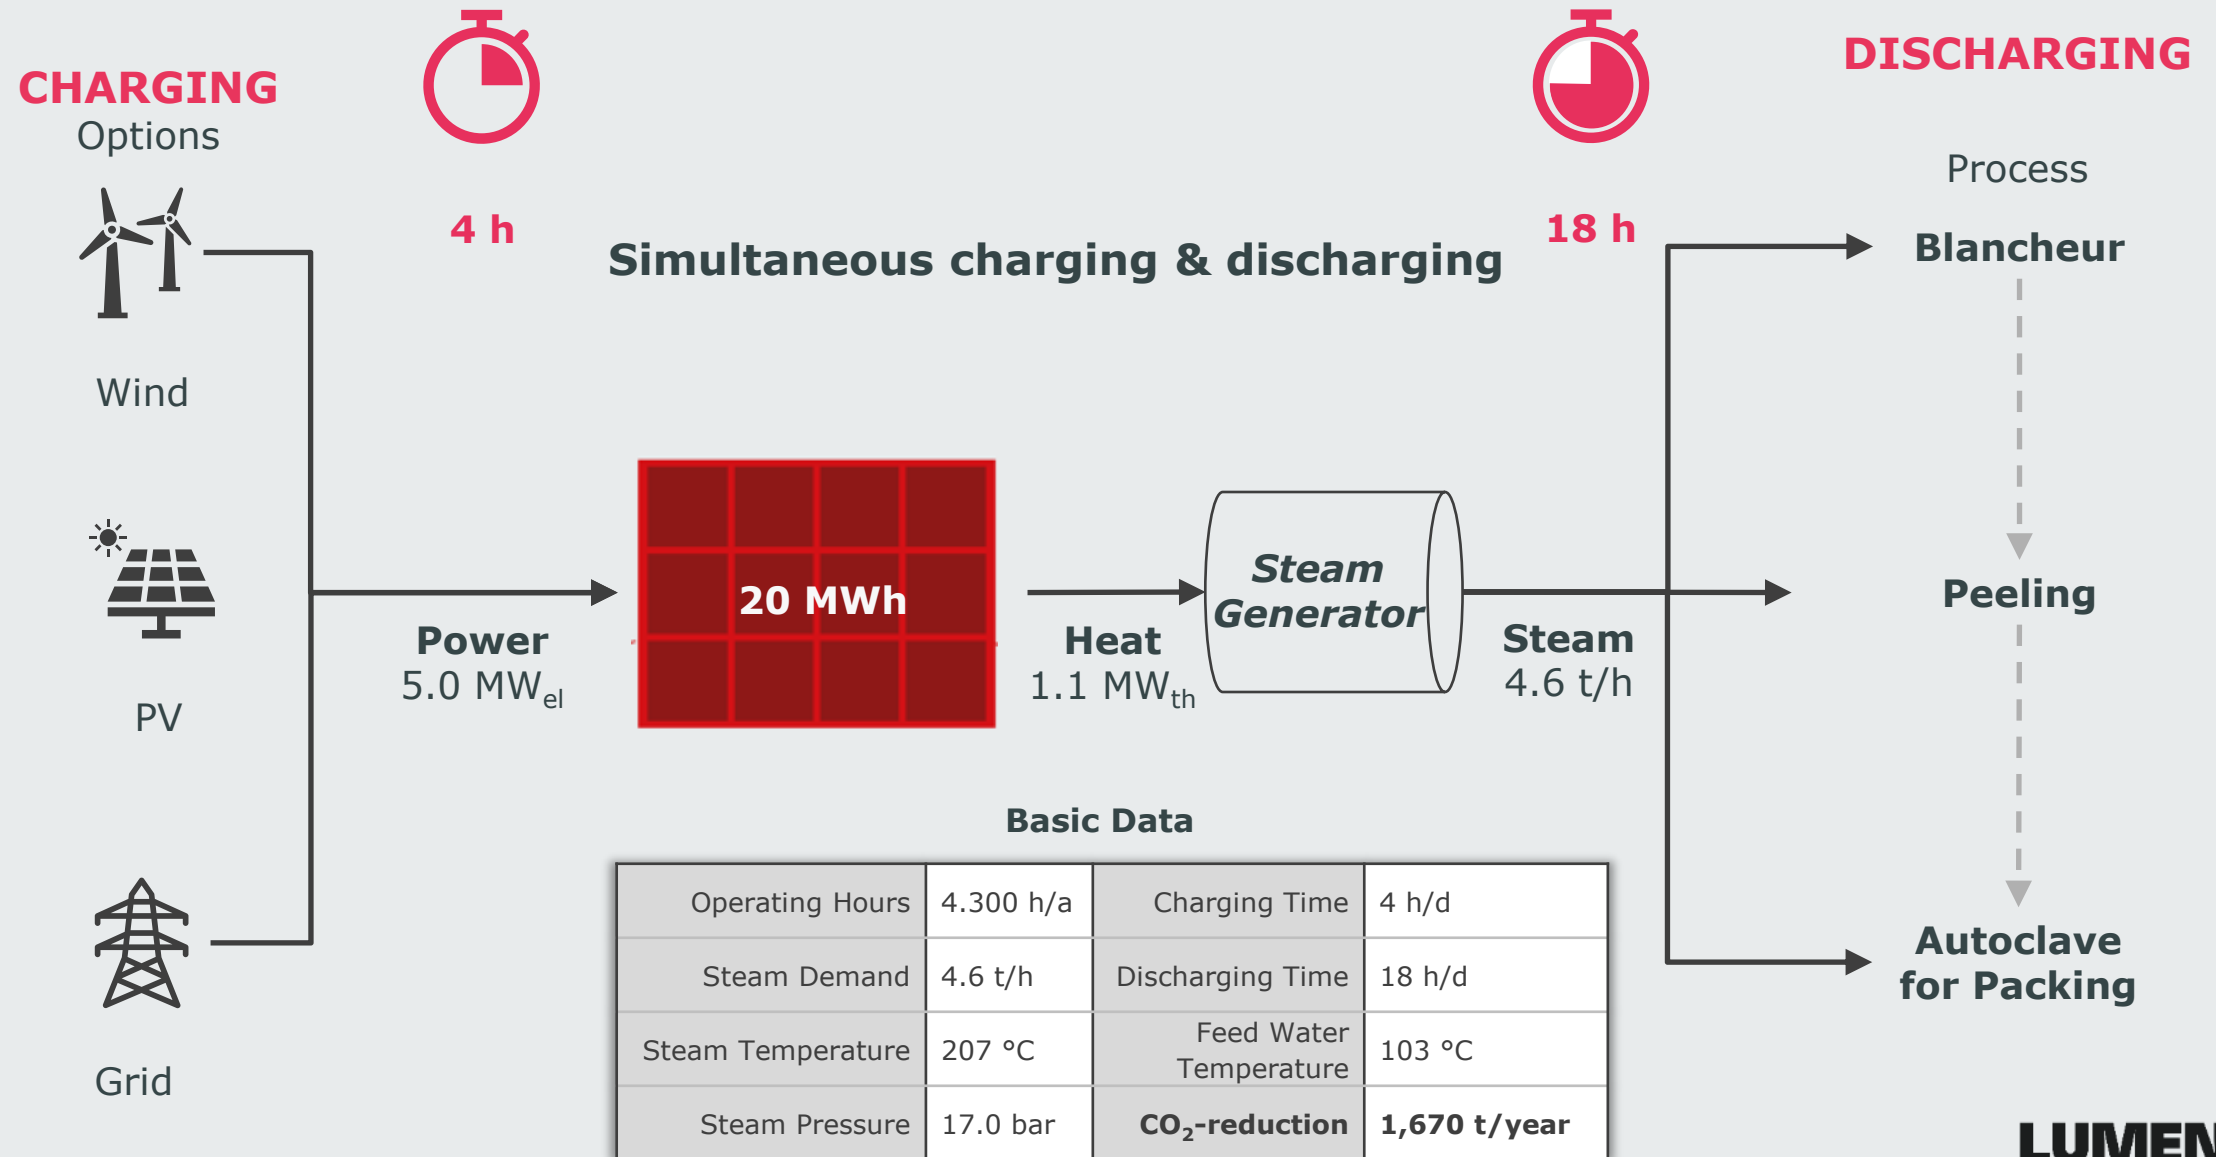 CHARGING
Options
4 h
Simultaneous charging & discharging
18 h
DISCHARGING
Process
Wind
PV
Grid
Power
5.0 MWel
20 MWh
Heat
1.1 MWth
Steam
Generator
Steam
4.6 t/h
Blancheur
Peeling
Autoclave
for Packing
Basic Data
Operating Hours 4.300 h/a Charging Time 4 h/d
Steam Demand 4.6 t/h Discharging Time 18 h/d
Steam Temperature 207 °C Feed Water
Temperature 103 °C
Steam Pressure 17.0 bar CO2-reduction 1,670 t/year
LUMEN